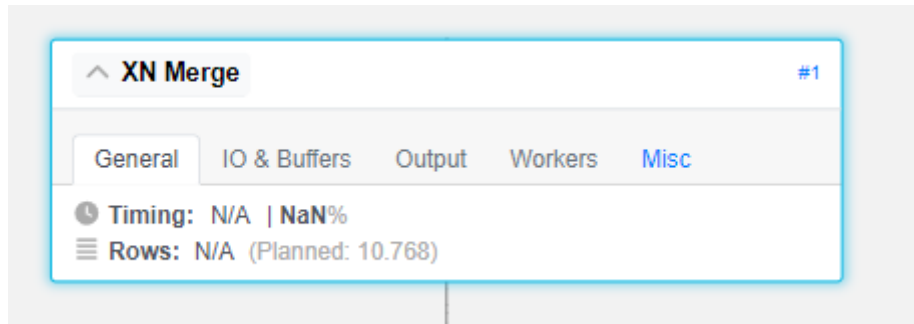 XN Merge #1
General IO & Buffers Output Workers Misc
Timing: N/A | NaN%
Rows: N/A (Planned: 10.768)